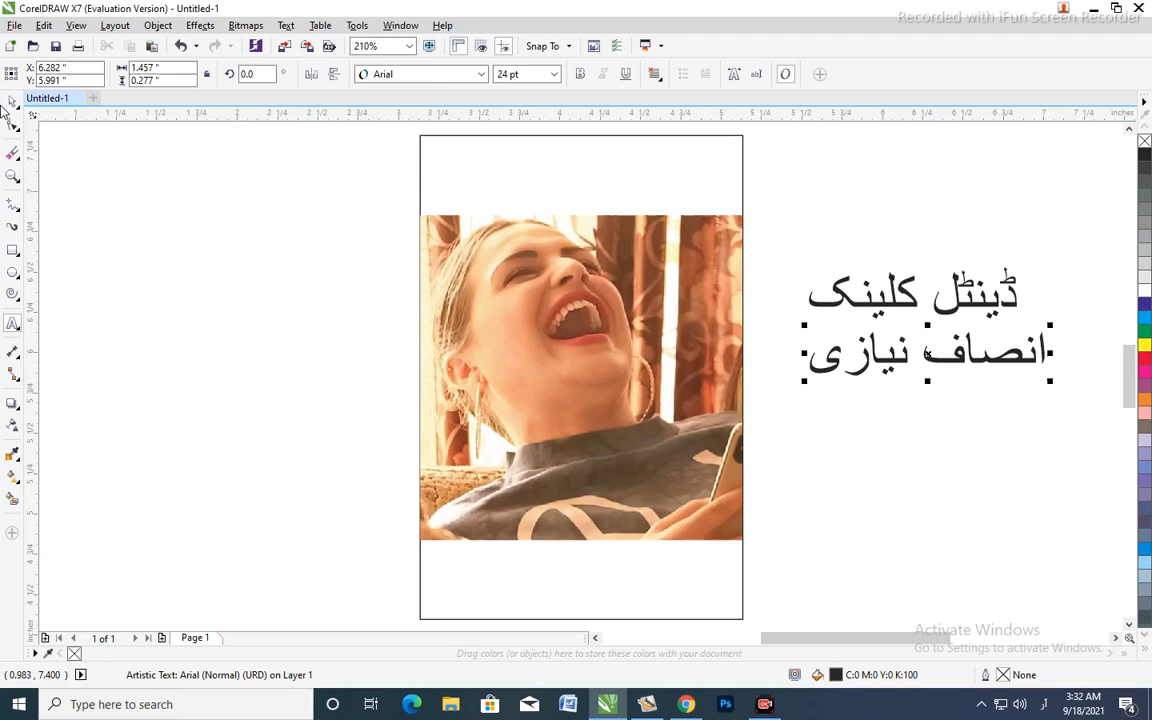 CorelDRAW X7 (Evaluation Version) - Untitled-1
Recorded with iFun Screen Recorder
File Edit View Layout Object Effects Bitmaps Text Table Tools Window Help
210% Snap To
X: 6.282 " 1.457 " 0.0 ° Arial 24 pt
Y: 5.991 " 0.277 "
Untitled-1
inches
ڈینٹل کلینک
انصاف نیازی
Activate Windows
Go to Settings to activate Windows.
1 of 1 Page 1
Drag colors (or objects) here to store these colors with your document
( 0.983, 7.400 ) Artistic Text: Arial (Normal) (URD) on Layer 1 C:0 M:0 Y:0 K:100 None
Type here to search
3:32 AM
9/18/2021